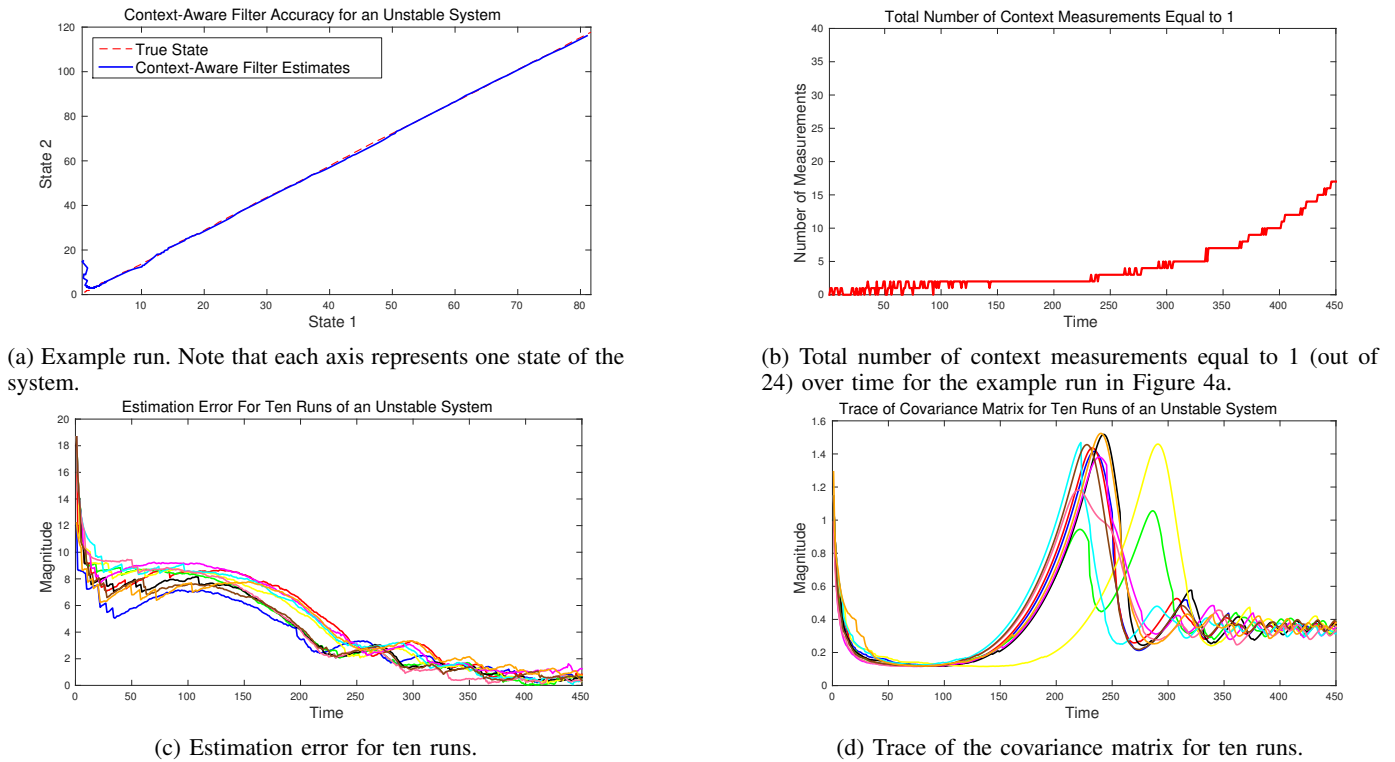 Context-Aware Filter Accuracy for an Unstable System
120
100
80
60
40
20
0
10 20 30 40 50 60 70 80
State 2
State 1
True State
Context-Aware Filter Estimates
(a) Example run. Note that each axis represents one state of the
system.
Total Number of Context Measurements Equal to 1
40
35
30
25
20
15
10
5
0
50 100 150 200 250 300 350 400 450
Number of Measurements
Time
(b) Total number of context measurements equal to 1 (out of
24) over time for the example run in Figure 4a.
Estimation Error For Ten Runs of an Unstable System
20
18
16
14
12
10
8
6
4
2
0
0 50 100 150 200 250 300 350 400 450
Magnitude
Time
(c) Estimation error for ten runs.
Trace of Covariance Matrix for Ten Runs of an Unstable System
1.6
1.4
1.2
1
0.8
0.6
0.4
0.2
0
0 50 100 150 200 250 300 350 400 450
Magnitude
Time
(d) Trace of the covariance matrix for ten runs.